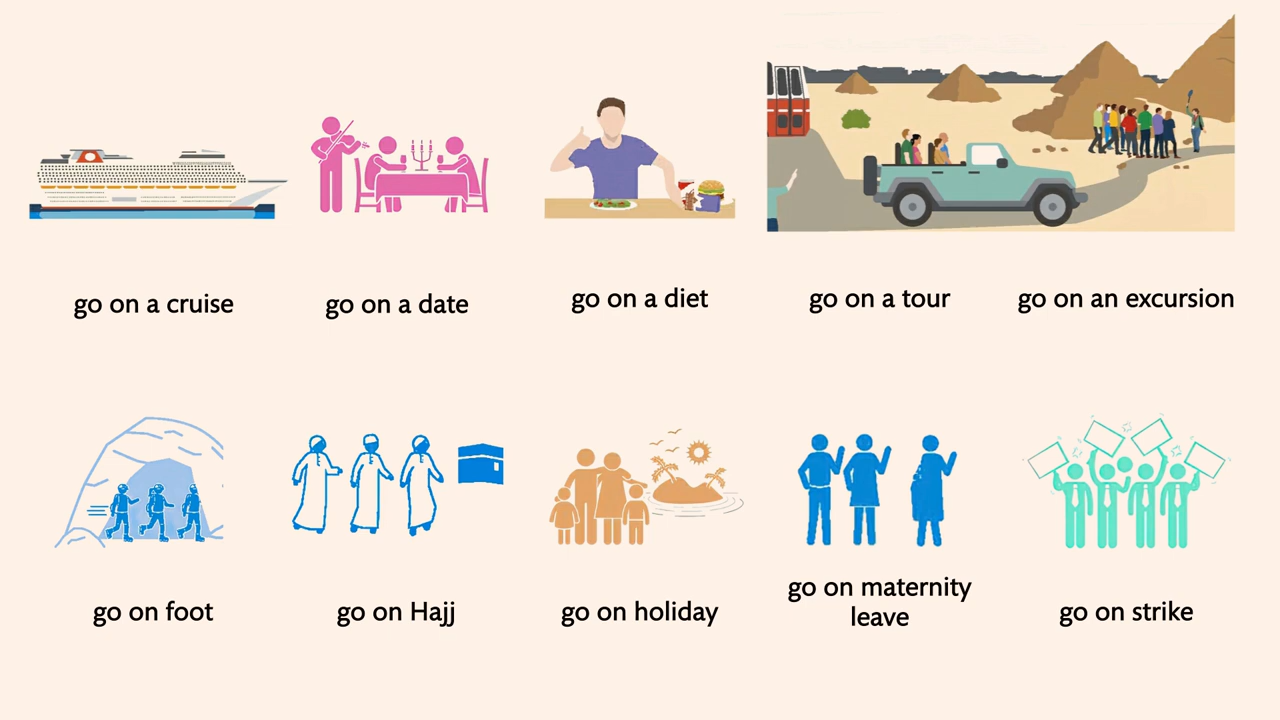 go on a cruise
go on a date
go on a diet
go on a tour
go on an excursion
go on foot
go on Hajj
go on holiday
go on maternity
leave
go on strike